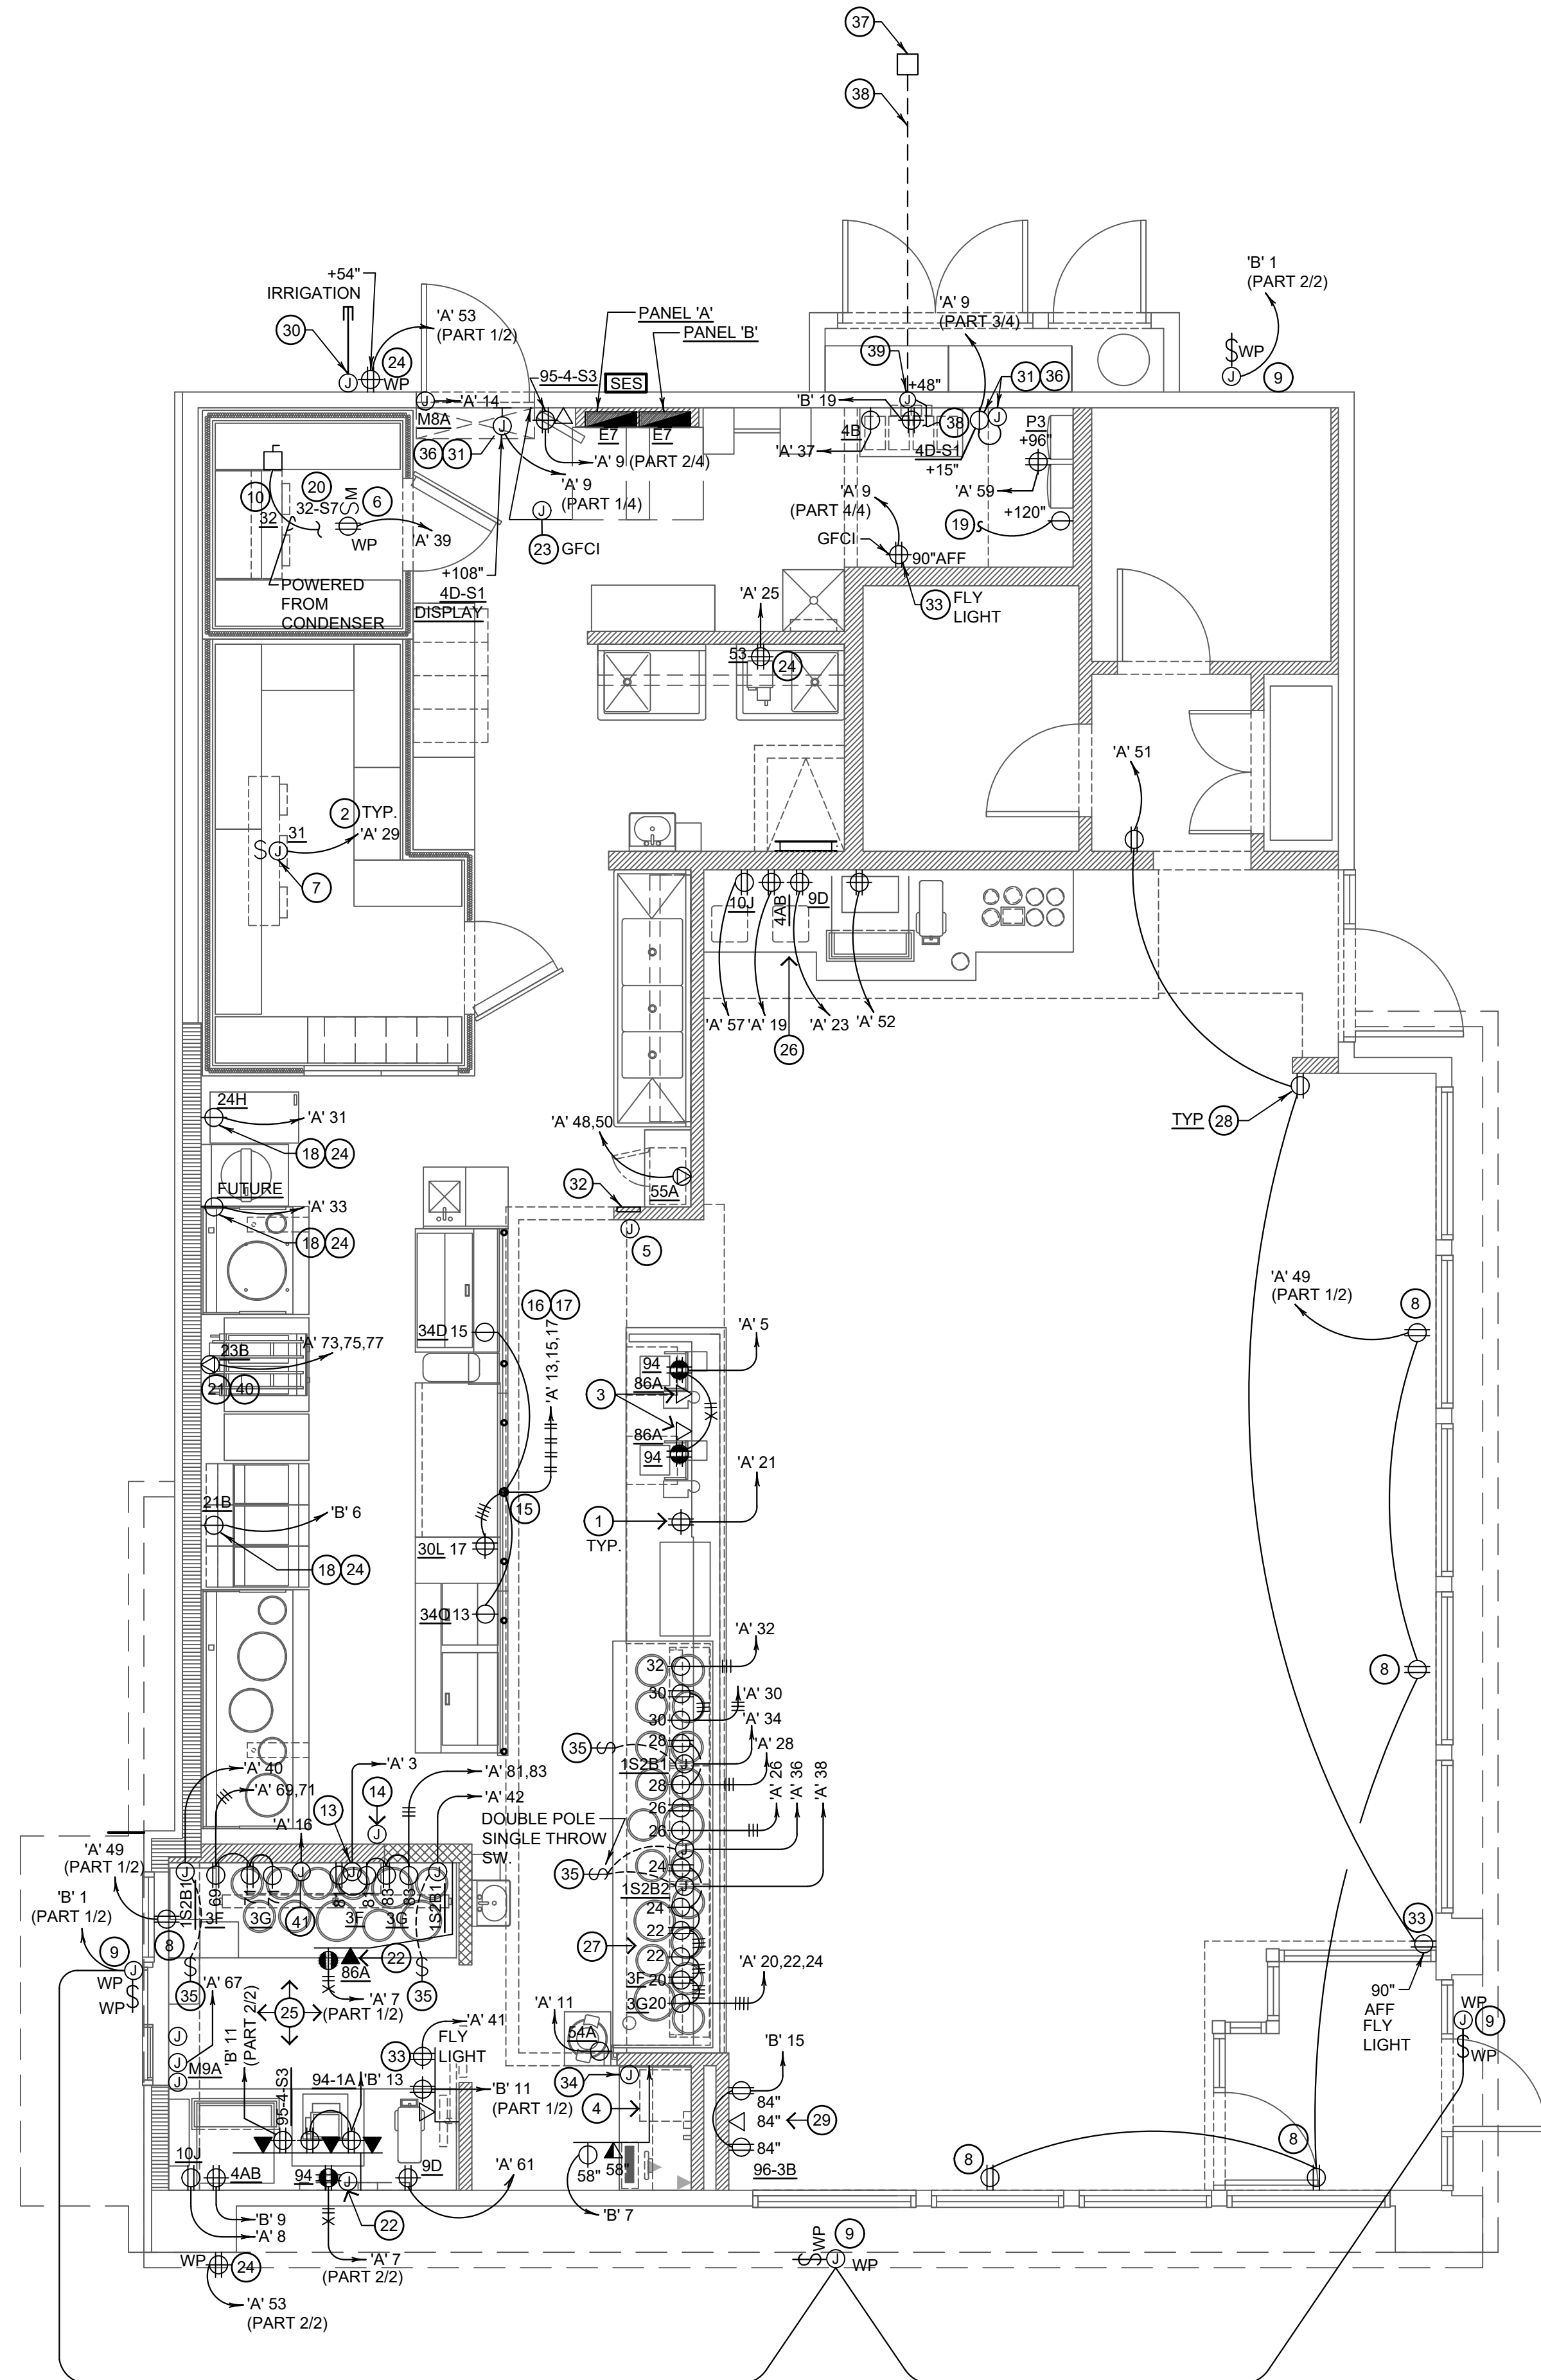 37
38
+54"
IRRIGATION
30
'A' 53
(PART 1/2)
24
WP
PANEL 'A'
PANEL 'B'
95-4-S3
SES
39
+48"
'A' 9
(PART 3/4)
31
36
'B' 1
(PART 2/2)
WP
J
9
J
J
'A' 14
M8A
J
36
31
E7
E7
'A' 9 (PART 2/4)
'A' 9
(PART 1/4)
J
'B' 19
4B
38
J
'A' 37
4D-S1
+15"
P3
+96"
'A' 59
'A' 9
(PART 4/4)
19
+120"
GFCI
90"AFF
33
FLY
LIGHT
10
20
32
32-S7
M
6
WP
'A' 39
J
23
GFCI
+108"
4D-S1
DISPLAY
POWERED
FROM
CONDENSER
'A' 25
53
24
'A' 51
2
TYP.
31
'A' 29
J
7
10J
4AB
9D
'A' 57
'A' 19
'A' 23
'A' 52
26
24H
'A' 31
18
24
'A' 48,50
55A
32
J
5
TYP
28
FUTURE
'A' 33
18
24
16
17
'A' 13,15,17
34D
15
23B
'A' 73,75,77
21
40
'A' 5
94
86A
3
86A
94
'A' 21
1
TYP.
'A' 49
(PART 1/2)
8
21B
'B' 6
18
24
15
30L
17
13
8
'A' 32
32
30
'A' 30
30
'A' 34
28
'A' 28
35
1S2B1
J
28
'A' 26
'A' 36
'A' 38
26
26
J
DOUBLE POLE
SINGLE THROW
SW.
24
35
1S2B2
J
24
22
27
22
3F
20
3G
20
'A' 20,22,24
'A' 40
'A' 69,71
'A' 16
13
14
'A' 3
J
'A' 81,83
'A' 42
'A' 49
(PART 1/2)
'B' 1
(PART 1/2)
9
J
WP
WP
8
J
1S2B1
69
71
71
J
81
J
81
83
83
J
1S2B1
3F
3G
41
3F
3G
35
86A
22
35
'A' 7
(PART 1/2)
25
'A' 67
'B' 11
(PART 2/2)
J
J
M9A
J
95-4-S3
94-1A
'B' 13
33
'A' 41
FLY
LIGHT
'B' 11
(PART 1/2)
'A' 11
54A
34
J
4
'B' 15
84"
84"
29
84"
96-3B
58"
58"
'B' 7
10J
4AB
94
J
9D
'A' 61
'B' 9
'A' 8
22
WP
24
'A' 7
(PART 2/2)
'A' 53
(PART 2/2)
WP
9
J
WP
33
90"
AFF
FLY
LIGHT
WP
9
J
WP
8
8